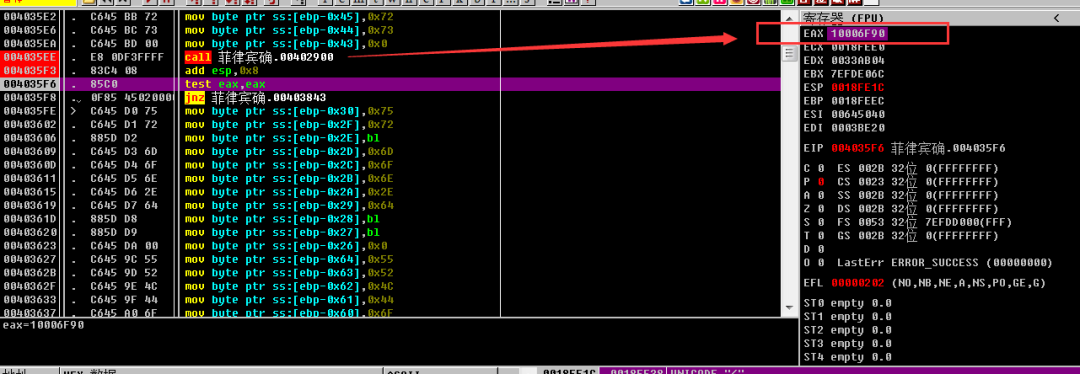 004035E2 . C645 BB 72 mov byte ptr ss:[ebp-0x45],0x72
004035E6 . C645 BC 73 mov byte ptr ss:[ebp-0x44],0x73
004035EA . C645 BD 00 mov byte ptr ss:[ebp-0x43],0x0
004035EE . E8 0DF3FFFF call 菲律宾确.00402900
004035F3 . 83C4 08 add esp,0x8
004035F6 . 85C0 test eax,eax
004035F8 .⌄ 0F85 45020000 jnz 菲律宾确.00403843
004035FE > C645 D0 75 mov byte ptr ss:[ebp-0x30],0x75
00403602 . C645 D1 72 mov byte ptr ss:[ebp-0x2F],0x72
00403606 . 885D D2 mov byte ptr ss:[ebp-0x2E],bl
00403609 . C645 D3 6D mov byte ptr ss:[ebp-0x2D],0x6D
0040360D . C645 D4 6F mov byte ptr ss:[ebp-0x2C],0x6F
00403611 . C645 D5 6E mov byte ptr ss:[ebp-0x2B],0x6E
00403615 . C645 D6 2E mov byte ptr ss:[ebp-0x2A],0x2E
00403619 . C645 D7 64 mov byte ptr ss:[ebp-0x29],0x64
0040361D . 885D D8 mov byte ptr ss:[ebp-0x28],bl
00403620 . 885D D9 mov byte ptr ss:[ebp-0x27],bl
00403623 . C645 DA 00 mov byte ptr ss:[ebp-0x26],0x0
00403627 . C645 9C 55 mov byte ptr ss:[ebp-0x64],0x55
0040362B . C645 9D 52 mov byte ptr ss:[ebp-0x63],0x52
0040362F . C645 9E 4C mov byte ptr ss:[ebp-0x62],0x4C
00403633 . C645 9F 44 mov byte ptr ss:[ebp-0x61],0x44
00403637 . C645 A0 6F mov byte ptr ss:[ebp-0x60],0x6F
eax=10006F90
寄存器 (FPU) <
EAX 10006F90
ECX 0018FEE0
EDX 0033AB04
EBX 7EFDE06C
ESP 0018FE1C
EBP 0018FEEC
ESI 00645040
EDI 0003BE20
EIP 004035F6 菲律宾确.004035F6
C 0 ES 002B 32位 0(FFFFFFFF)
P 0 CS 0023 32位 0(FFFFFFFF)
A 0 SS 002B 32位 0(FFFFFFFF)
Z 0 DS 002B 32位 0(FFFFFFFF)
S 0 FS 0053 32位 7EFDD000(FFF)
T 0 GS 002B 32位 0(FFFFFFFF)
D 0
O 0 LastErr ERROR_SUCCESS (00000000)
EFL 00000202 (NO,NB,NE,A,NS,PO,GE,G)
ST0 empty 0.0
ST1 empty 0.0
ST2 empty 0.0
ST3 empty 0.0
ST4 empty 0.0
地址 HEX 数据 ASCII